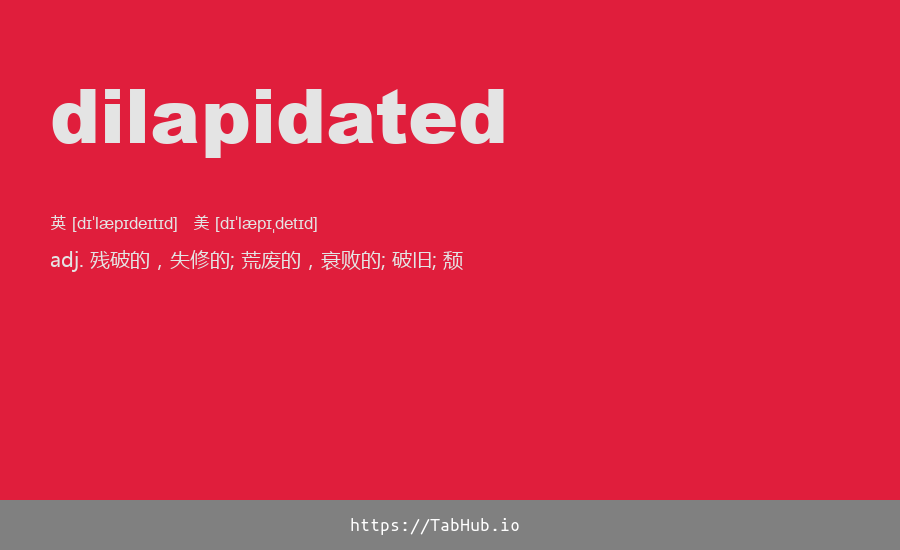 dilapidated
英 [dɪˈlæpɪdeɪtɪd] 美 [dɪˈlæpɪˌdetɪd]
adj. 残破的，失修的; 荒废的，衰败的; 破旧; 颓
https://TabHub.io